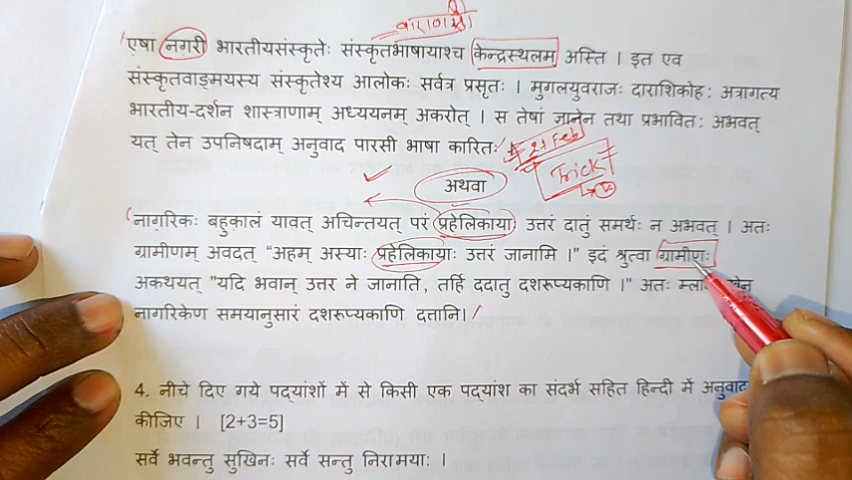 वाराणसी
एषां नगरी भारतीयसंस्कृतेः संस्कृतभाषायाश्च केन्द्रस्थलम अस्ति । इत एव
संस्कृतवाङ्मयस्य संस्कृतेश्य आलोकः सर्वत्र प्रसृतः । मुगलयुवराजः दाराशिकोह: अत्रागत्य
भारतीय-दर्शन शास्त्राणाम् अध्ययनम् अकरोत् । स तेषां ज्ञानेन तथा प्रभावित: अभवत्
यत् तेन उपनिषदाम् अनुवाद पारसी भाषा कारितः
21 Feb
Trick
अथवा
नागरिकः बहुकालं यावत् अचिन्तयत् परं प्रहेलिकायाः उत्तरं दातुं समर्थः न अभवत् । अतः
ग्रामीणम् अवदत् “अहम् अस्याः प्रहेलिकायाः उत्तरं जानामि ।" इदं श्रुत्वा ग्रामीणः
अकथयत् "यदि भवान् उत्तर ने जानाति , तर्हि ददातु दशरूप्यकाणि ।" अतः
नागरिकेण समयानुसारं दशरूप्यकाणि दत्तानि।
4. नीचे दिए गये पद्यांशों में से किसी एक पद्यांश का संदर्भ सहित हिन्दी में अनुवाद
कीजिए । [2+3=5]
सर्वे भवन्तु सुखिनः सर्वे सन्तु निरामयाः ।